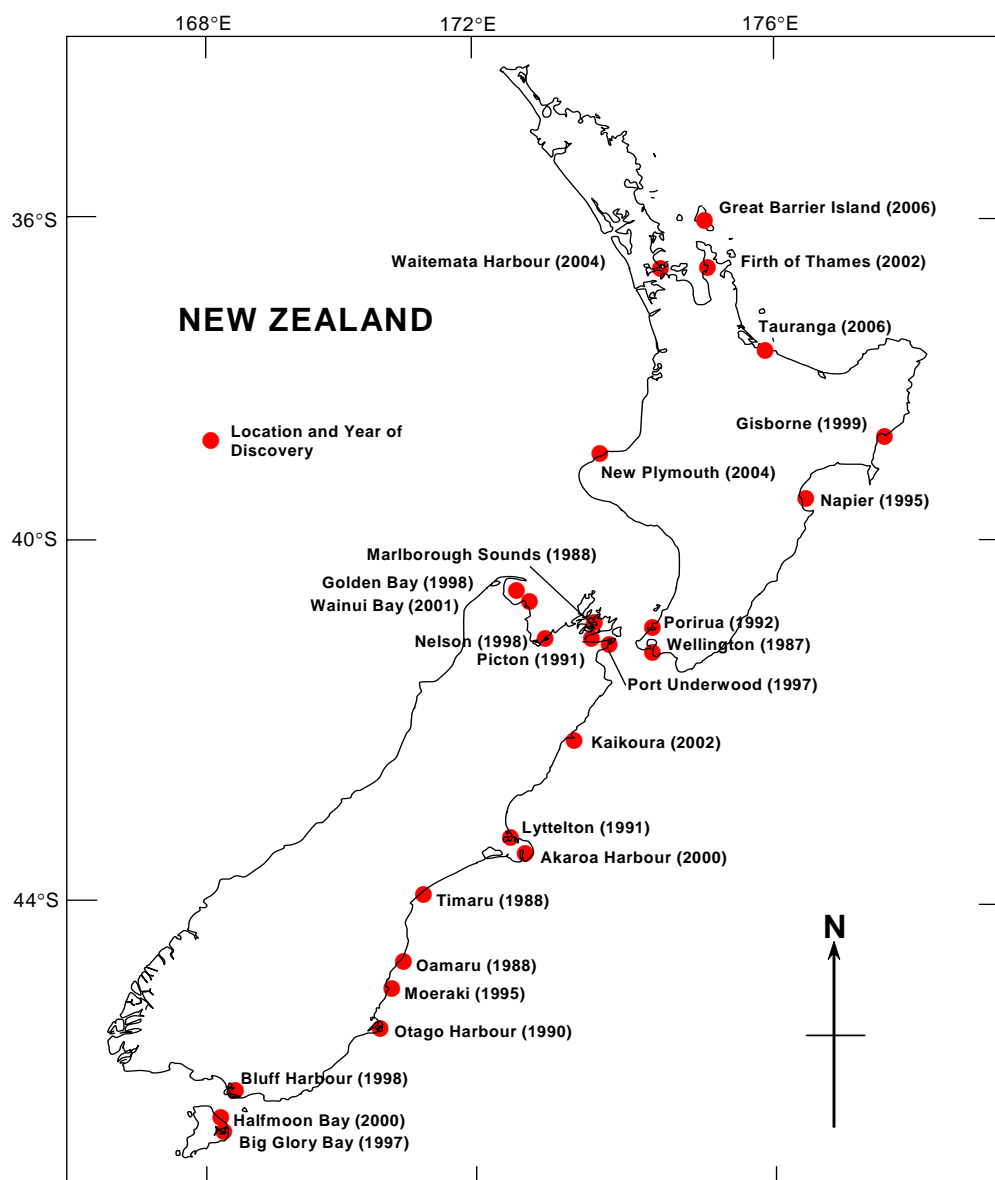 168°E
172°E
176°E
36°S
Great Barrier Island (2006)
Waitemata Harbour (2004)
Firth of Thames (2002)
NEW ZEALAND
Tauranga (2006)
Location and Year of
Discovery
Gisborne (1999)
New Plymouth (2004)
Napier (1995)
40°S
Marlborough Sounds (1988)
Golden Bay (1998)
Wainui Bay (2001)
Porirua (1992)
Nelson (1998)
Wellington (1987)
Picton (1991)
Port Underwood (1997)
Kaikoura (2002)
Lyttelton (1991)
Akaroa Harbour (2000)
44°S
Timaru (1988)
N
Oamaru (1988)
Moeraki (1995)
Otago Harbour (1990)
Bluff Harbour (1998)
Halfmoon Bay (2000)
Big Glory Bay (1997)